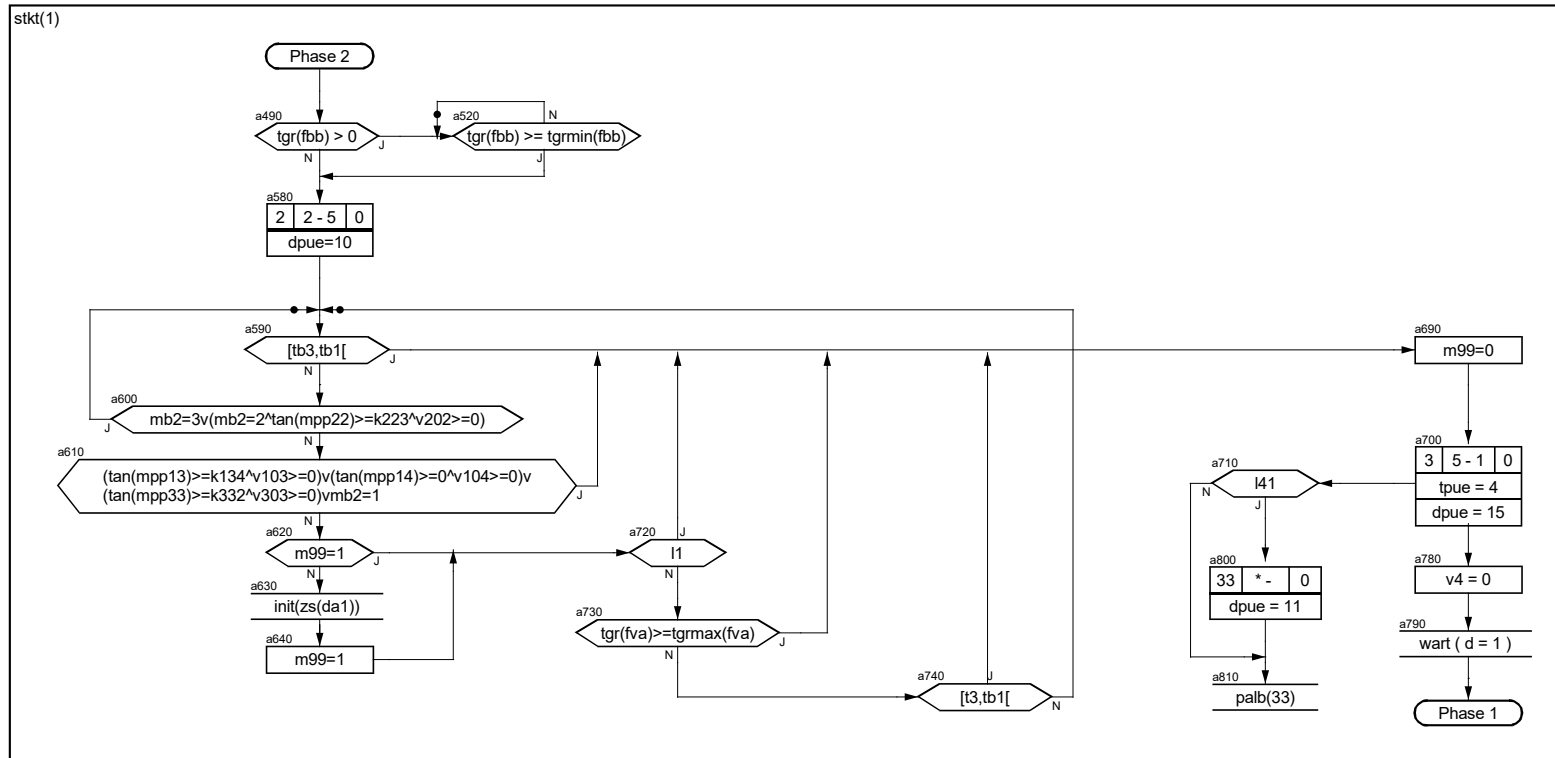 stkt(1)
Phase 2
a490
tgr(fbb) > 0
J
N
a520
N
tgr(fbb) >= tgrmin(fbb)
J
a580
2 2 - 5 0
dpue=10
a590
[tb3,tb1[
J
N
a600
mb2=3v(mb2=2^tan(mpp22)>=k223^v202>=0)
J
N
a610
(tan(mpp13)>=k134^v103>=0)v(tan(mpp14)>=0^v104>=0)v
(tan(mpp33)>=k332^v303>=0)vmb2=1
J
N
a620
m99=1
J
N
a630
init(zs(da1))
a640
m99=1
a720
J
l1
N
a730
tgr(fva)>=tgrmax(fva)
J
N
a740
J
[t3,tb1[
N
a690
m99=0
a700
3 5 - 1 0
tpue = 4
dpue = 15
a710
l41
N
J
a800
33 * - 0
dpue = 11
a810
palb(33)
a780
v4 = 0
a790
wart ( d = 1 )
Phase 1